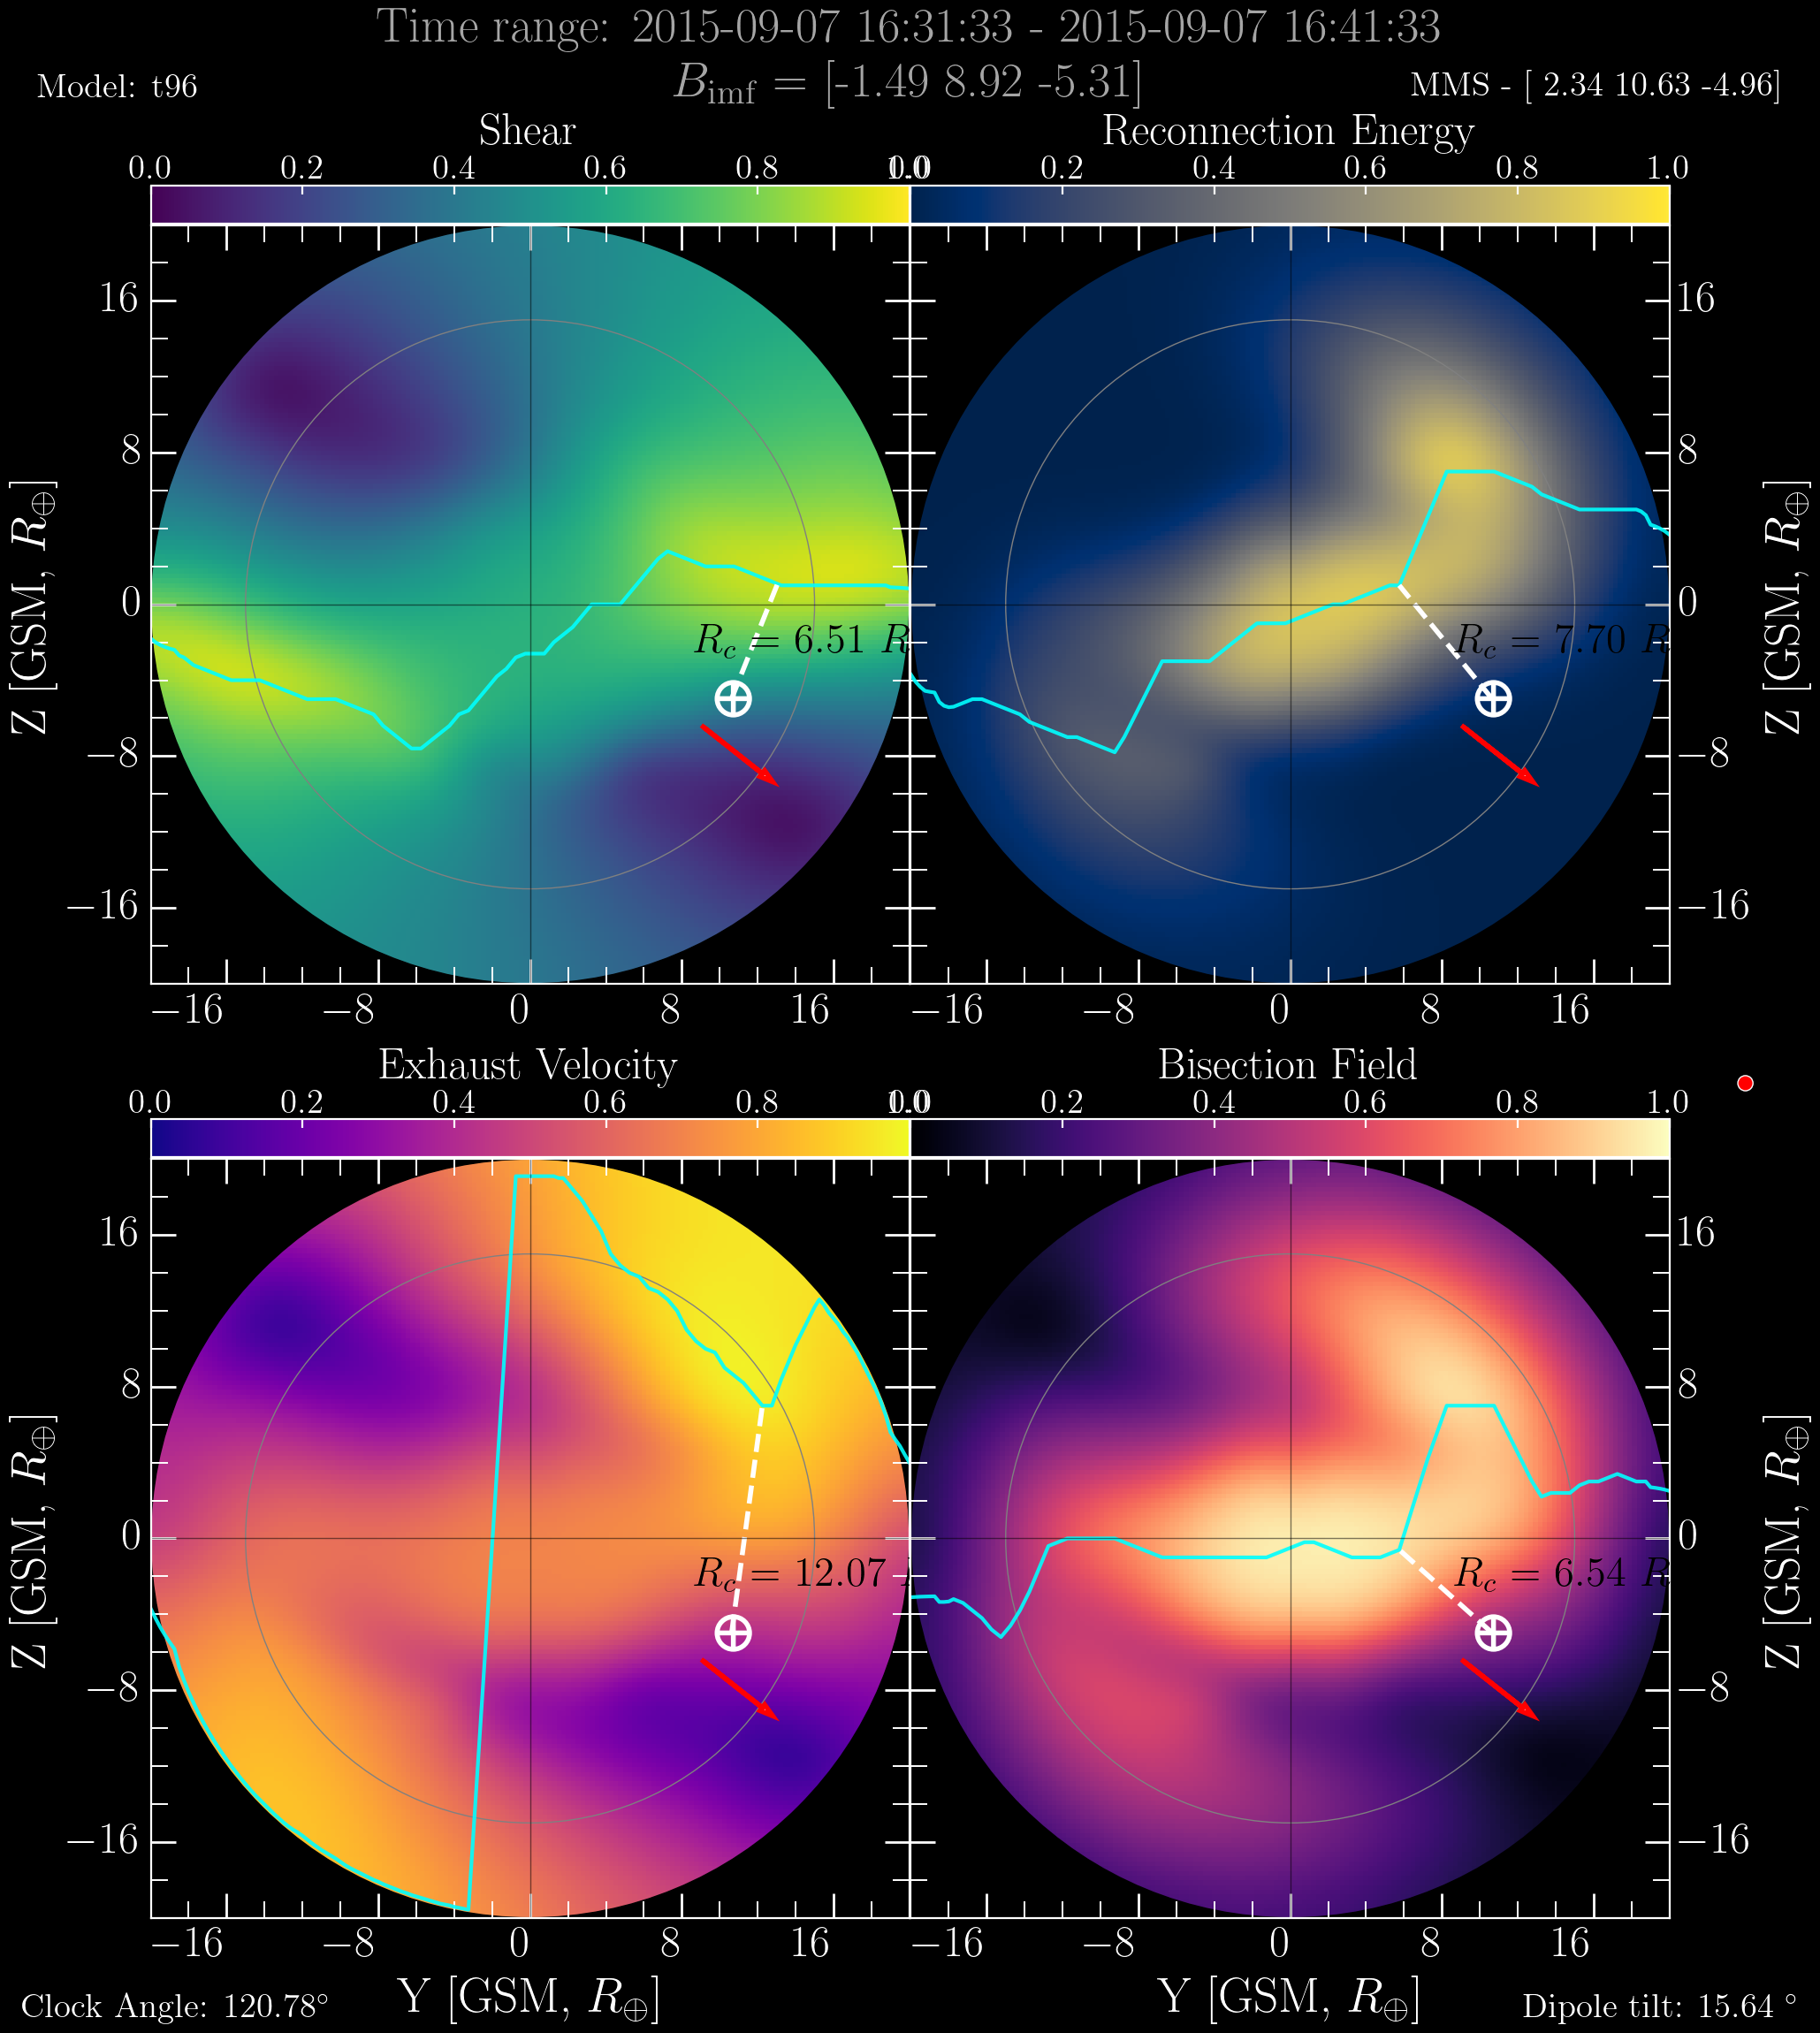 Time range: 2015-09-07 16:31:33 - 2015-09-07 16:41:33
Model: t96
B_imf = [-1.49 8.92 -5.31]
MMS - [ 2.34 10.63 -4.96]
Shear
Reconnection Energy
0.0 0.2 0.4 0.6 0.8 1.0
0.0 0.2 0.4 0.6 0.8 1.0
Z [GSM, R⊕]
16
8
0
−8
−16
R_c = 6.51 R
R_c = 7.70 R
16
8
0
−8
−16
Z [GSM, R⊕]
−16 −8 0 8 16
−16 −8 0 8 16
Exhaust Velocity
Bisection Field
0.0 0.2 0.4 0.6 0.8 1.0
0.0 0.2 0.4 0.6 0.8 1.0
Z [GSM, R⊕]
16
8
0
−8
−16
R_c = 12.07
R_c = 6.54 R
16
8
0
−8
−16
Z [GSM, R⊕]
−16 −8 0 8 16
−16 −8 0 8 16
Y [GSM, R⊕]
Y [GSM, R⊕]
Clock Angle: 120.78°
Dipole tilt: 15.64 °